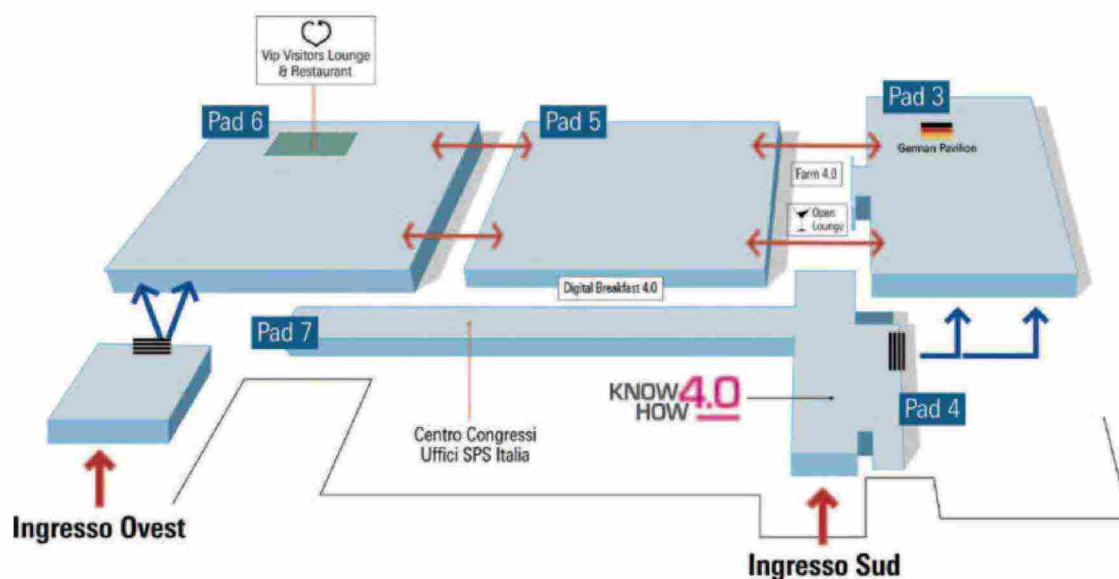 Vip Visitors Lounge
& Restaurant
Pad 6
Pad 5
Pad 3
German Pavilion
Farm 4.0
Open
Lounge
Digital Breakfast 4.0
Pad 7
KNOW
HOW
4.0
Pad 4
Centro Congressi
Uffici SPS Italia
Ingresso Ovest
Ingresso Sud